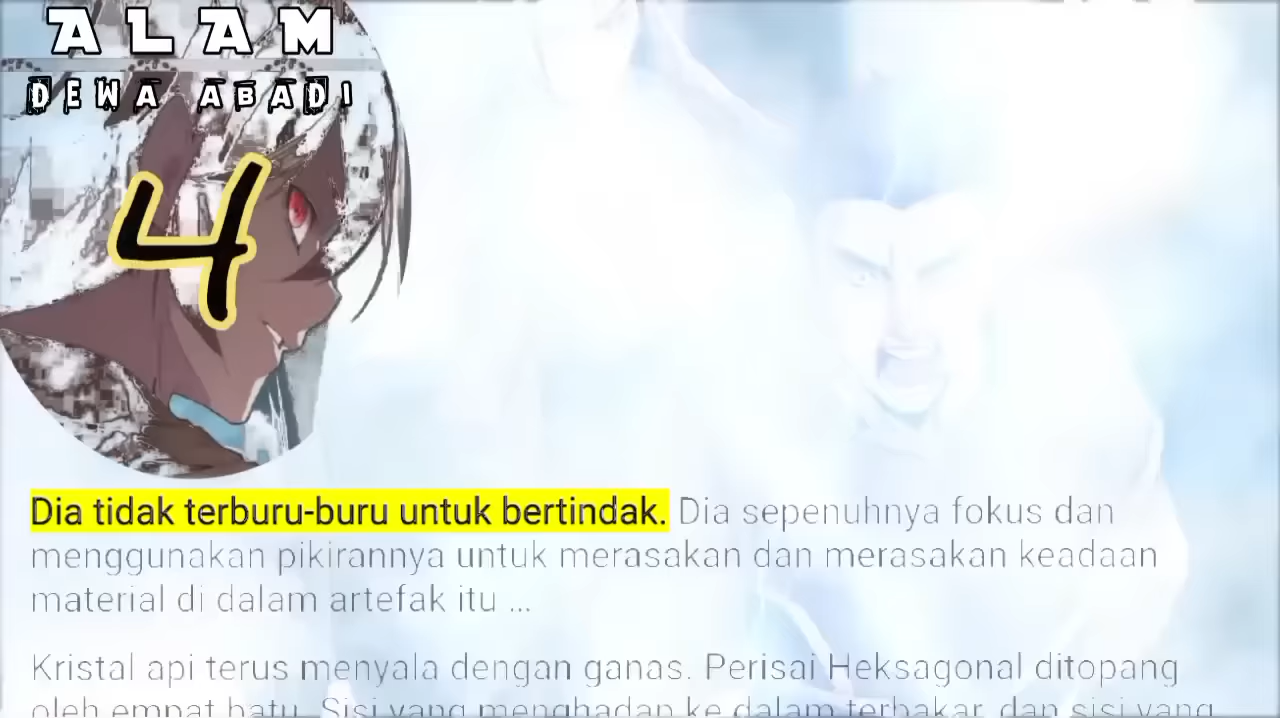 ALAM
DEWA ABADI
4
Dia tidak terburu-buru untuk bertindak. Dia sepenuhnya fokus dan
menggunakan pikirannya untuk merasakan dan merasakan keadaan
material di dalam artefak itu ...
Kristal api terus menyala dengan ganas. Perisai Heksagonal ditopang
oleh empat batu. Sisi yang menghadap ke dalam terbakar, dan sisi yang